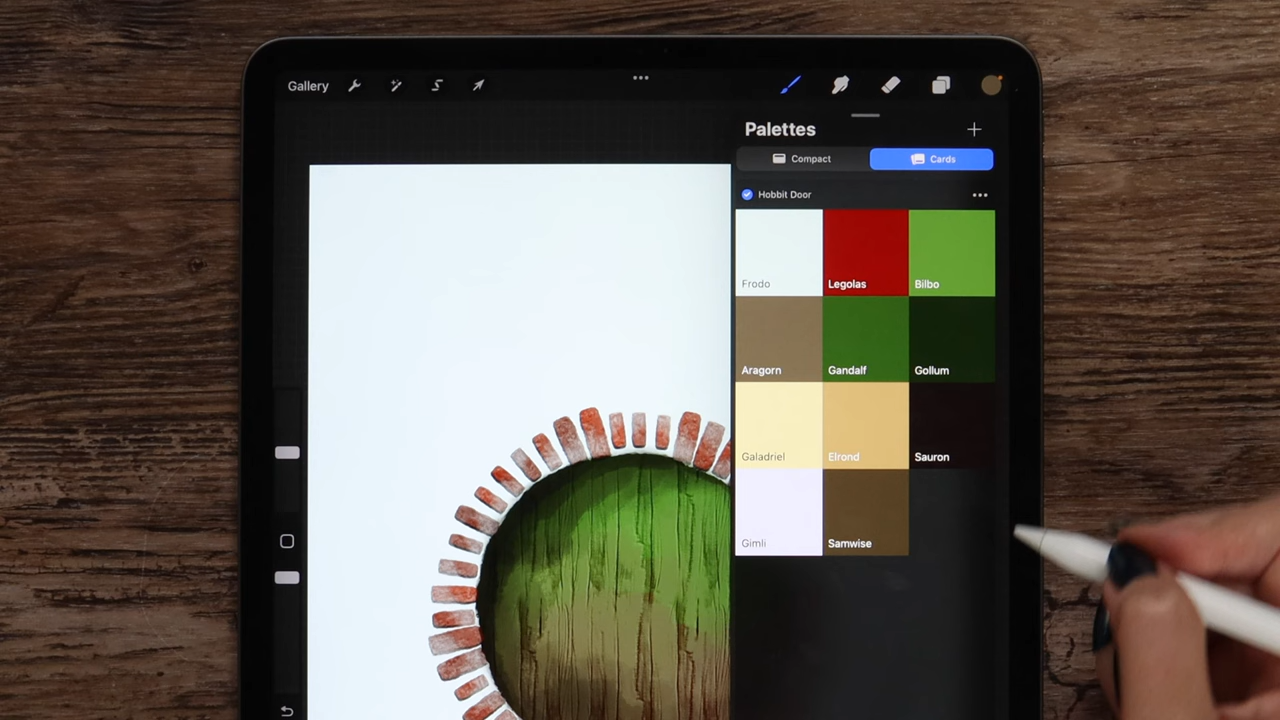 Gallery
Palettes
Compact
Cards
Hobbit Door
Frodo
Legolas
Bilbo
Aragorn
Gandalf
Gollum
Galadriel
Elrond
Sauron
Gimli
Samwise